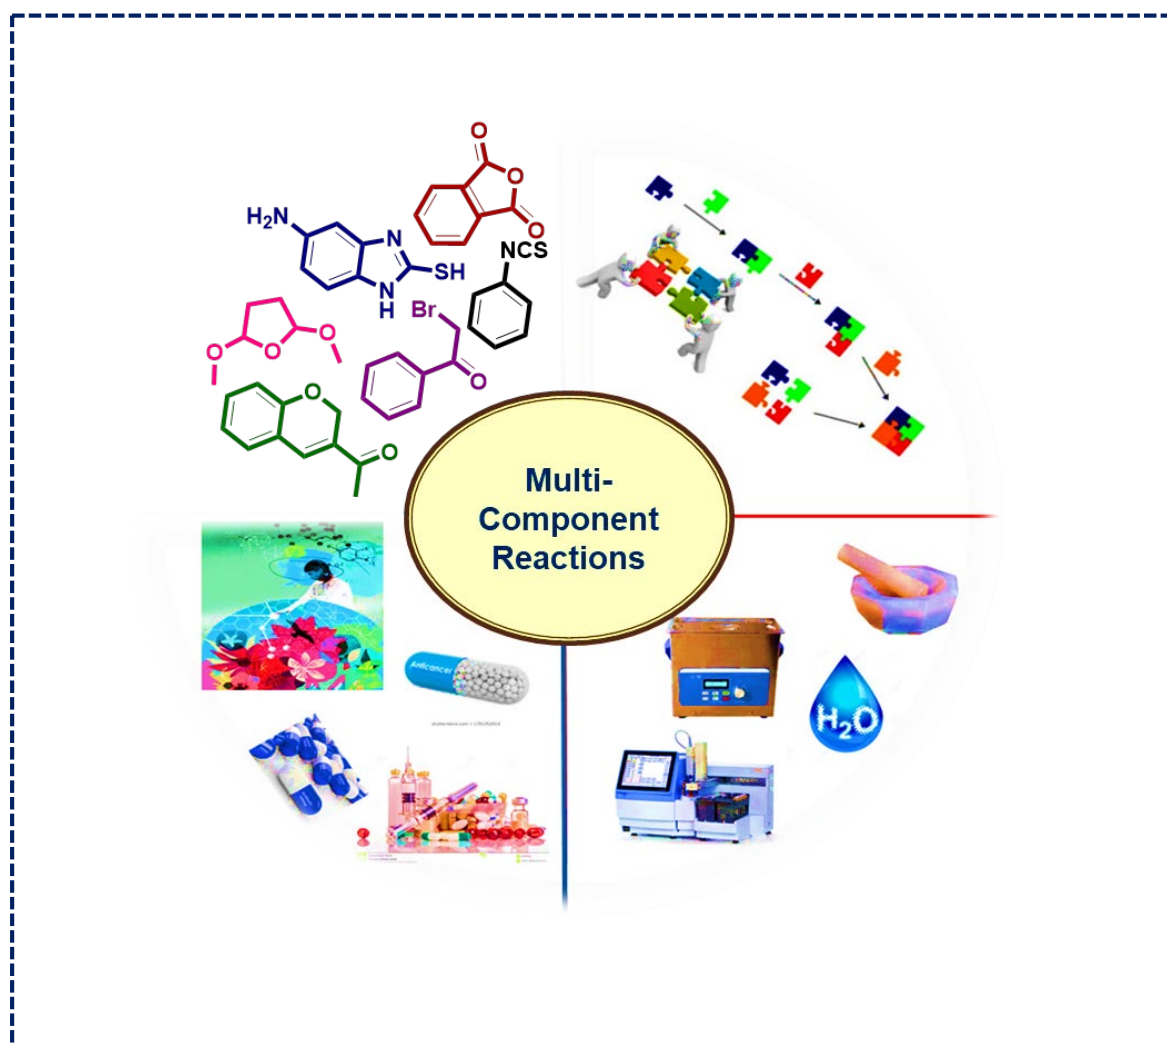 O
O
O
H₂N
N
SH
N
H
NCS
Br
O
O
O
O
O
O
Multi-
Component
Reactions
Anticancer
H₂O